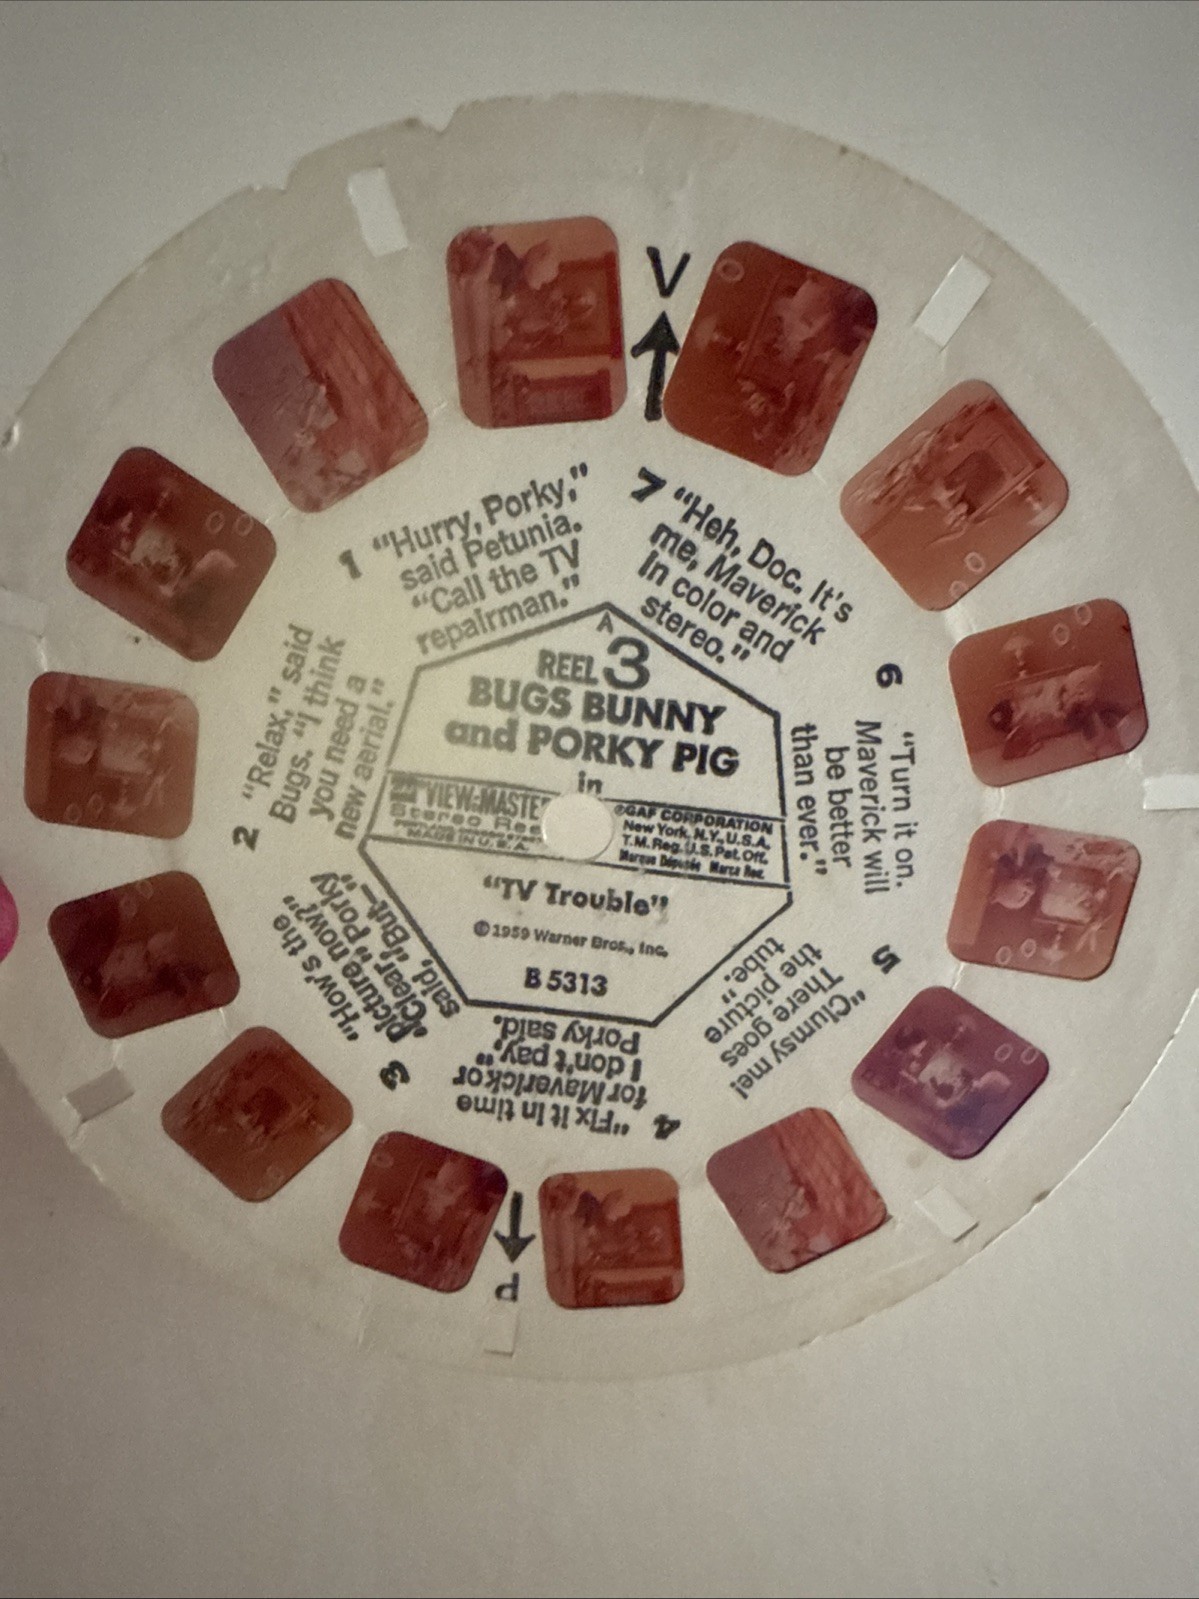 V
1 "Hurry, Porky,"
said Petunia.
"Call the TV
repairman."
2 "Relax," said
Bugs. "I think
you need a
new aerial."
3 "How's the
picture now?"
"Clear," Porky
said, "But—"
4 "Fix it in time
for Maverick or
I don't pay,"
Porky said.
5 "Clumsy me!
There goes
the picture
tube."
6 "Turn it on.
Maverick will
be better
than ever."
7 "Heh, Doc. It's
me, Maverick
In color and
stereo."
A
REEL 3
BUGS BUNNY
and PORKY PIG
in
VIEW-MASTE
Stereo Ree
MADE IN U.S.A.
©GAF CORPORATION
New York, N.Y., U.S.A.
T.M. Reg. U.S. Pat. Off.
Marque Déposée Marca Reg.
"TV Trouble"
©1959 Warner Bros., Inc.
B 5313
P